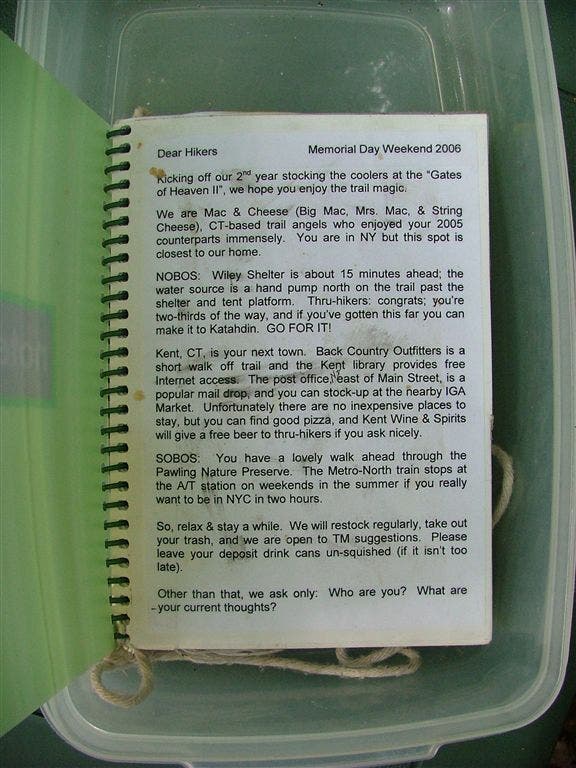 Dear Hikers Memorial Day Weekend 2006
Kicking off our 2nd year stocking the coolers at the “Gates
of Heaven II”, we hope you enjoy the trail magic.
We are Mac & Cheese (Big Mac, Mrs. Mac, & String
Cheese), CT-based trail angels who enjoyed your 2005
counterparts immensely. You are in NY but this spot is
closest to our home.
NOBOS: Wiley Shelter is about 15 minutes ahead; the
water source is a hand pump north on the trail past the
shelter and tent platform. Thru-hikers: congrats; you’re
two-thirds of the way, and if you’ve gotten this far you can
make it to Katahdin. GO FOR IT!
Kent, CT, is your next town. Back Country Outfitters is a
short walk off trail and the Kent library provides free
Internet access. The post office, east of Main Street, is a
popular mail drop, and you can stock-up at the nearby IGA
Market. Unfortunately there are no inexpensive places to
stay, but you can find good pizza, and Kent Wine & Spirits
will give a free beer to thru-hikers if you ask nicely.
SOBOS: You have a lovely walk ahead through the
Pawling Nature Preserve. The Metro-North train stops at
the A/T station on weekends in the summer if you really
want to be in NYC in two hours.
So, relax & stay a while. We will restock regularly, take out
your trash, and we are open to TM suggestions. Please
leave your deposit drink cans un-squished (if it isn’t too
late).
Other than that, we ask only: Who are you? What are
your current thoughts?